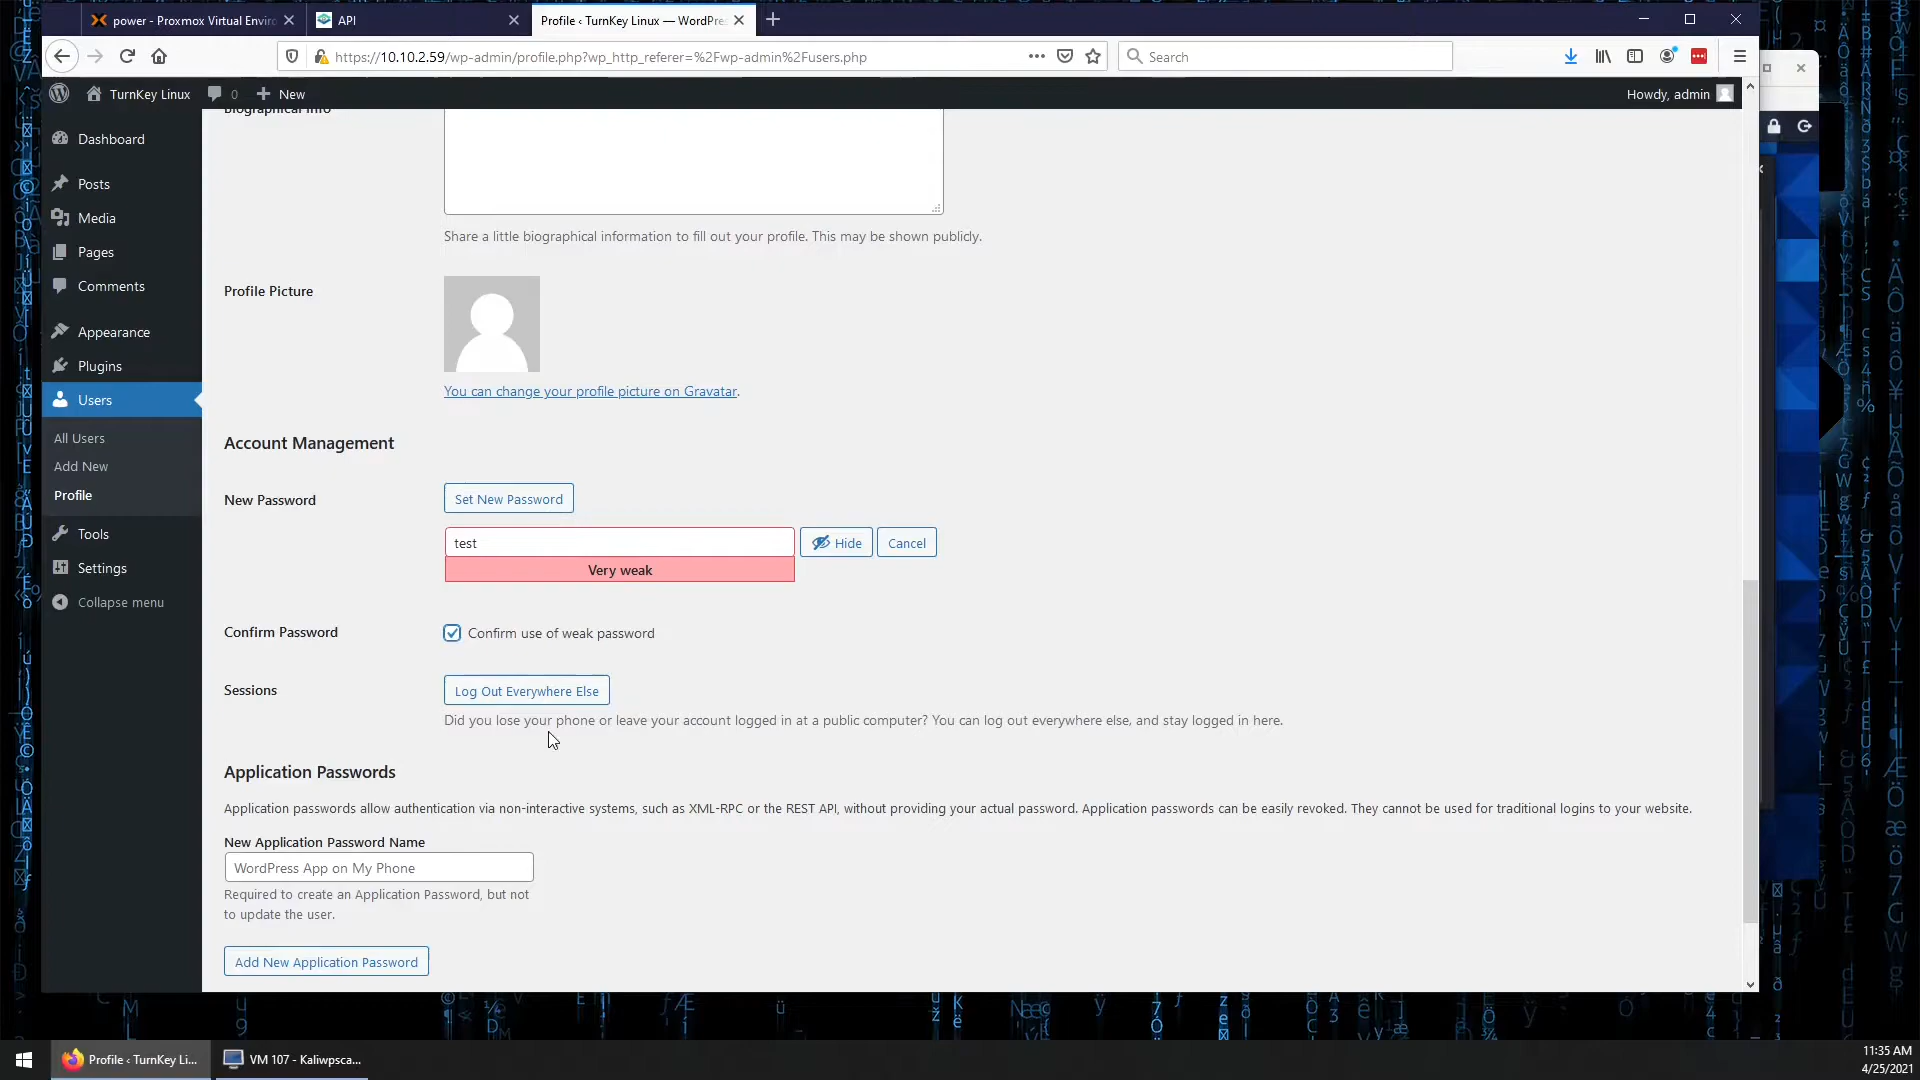 power - Proxmox Virtual Enviro
API
Profile ‹ TurnKey Linux — WordPres
https://10.10.2.59/wp-admin/profile.php?wp_http_referer=%2Fwp-admin%2Fusers.php
Search
TurnKey Linux
0
New
Howdy, admin
Dashboard
Posts
Media
Pages
Comments
Appearance
Plugins
Users
All Users
Add New
Profile
Tools
Settings
Collapse menu
Biographical Info
Share a little biographical information to fill out your profile. This may be shown publicly.
Profile Picture
You can change your profile picture on Gravatar.
Account Management
New Password
Set New Password
test
Hide
Cancel
Very weak
Confirm Password
Confirm use of weak password
Sessions
Log Out Everywhere Else
Did you lose your phone or leave your account logged in at a public computer? You can log out everywhere else, and stay logged in here.
Application Passwords
Application passwords allow authentication via non-interactive systems, such as XML-RPC or the REST API, without providing your actual password. Application passwords can be easily revoked. They cannot be used for traditional logins to your website.
New Application Password Name
WordPress App on My Phone
Required to create an Application Password, but not
to update the user.
Add New Application Password
Profile ‹ TurnKey Li...
VM 107 - Kaliwpsca...
11:35 AM
4/25/2021